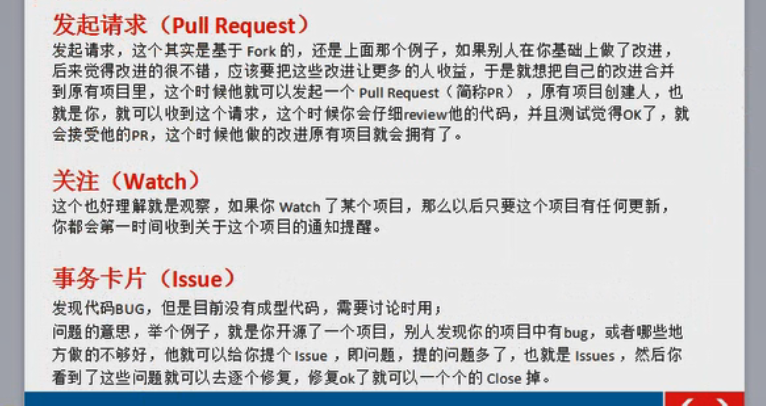 发起请求（Pull Request）
发起请求，这个其实是基于 Fork 的，还是上面那个例子，如果别人在你基础上做了改进，
后来觉得改进的很不错，应该要把这些改进让更多的人收益，于是就想把自己的改进合并
到原有项目里，这个时候他就可以发起一个 Pull Request（简称PR） ，原有项目创建人，也
就是你，就可以收到这个请求，这个时候你会仔细review他的代码，并且测试觉得OK了，就
会接受他的PR，这个时候他做的改进原有项目就会拥有了。
关注（Watch）
这个也好理解就是观察，如果你 Watch 了某个项目，那么以后只要这个项目有任何更新，
你都会第一时间收到关于这个项目的通知提醒。
事务卡片（Issue）
发现代码BUG，但是目前没有成型代码，需要讨论时用；
问题的意思，举个例子，就是你开源了一个项目，别人发现你的项目中有bug，或者哪些地
方做的不够好，他就可以给你提个 Issue ，即问题，提的问题多了，也就是 Issues ，然后你
看到了这些问题就可以去逐个修复，修复ok了就可以一个个的 Close 掉。